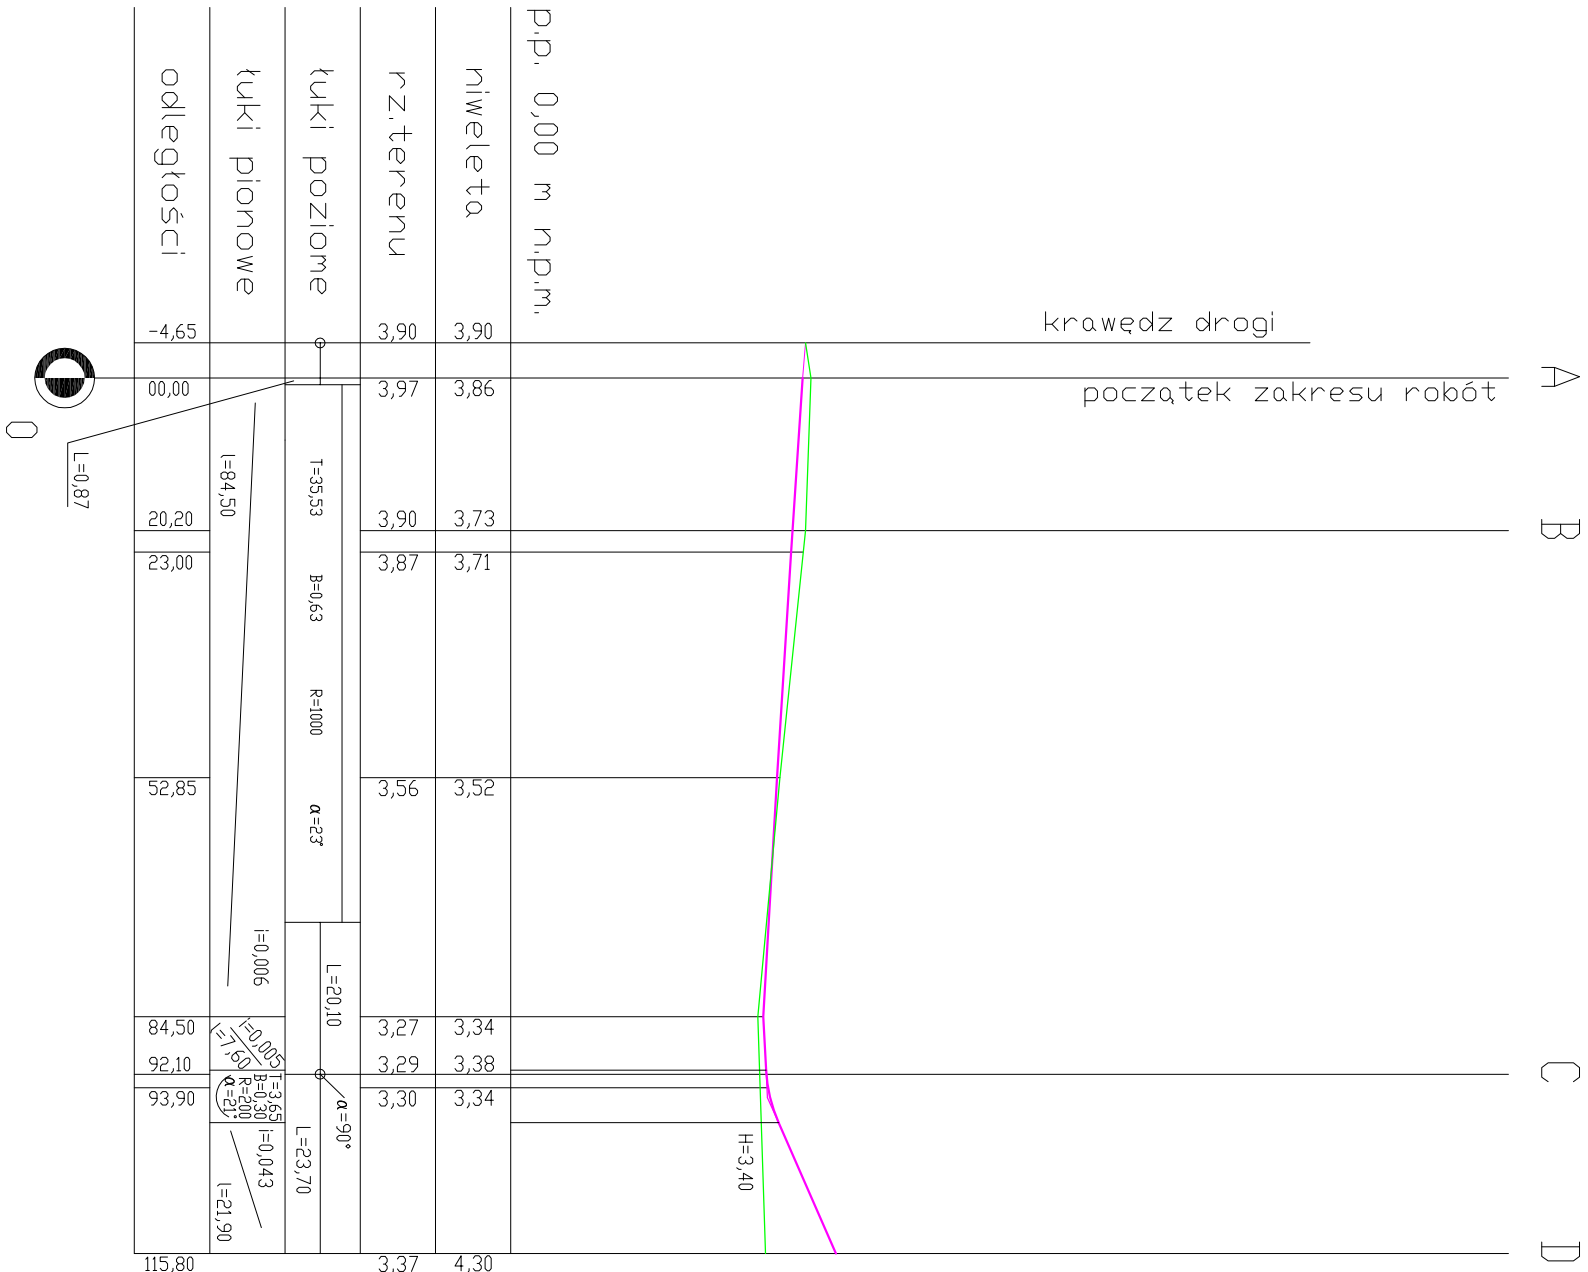 p.p. 0,00 m n.p.m.
niweleta
rz.terenu
łuki poziome
łuki pionowe
odległości
krawędz drogi
początek zakresu robót
A
B
C
D
0
3,90
3,86
3,73
3,71
3,52
3,34
3,38
3,34
4,30
3,90
3,97
3,90
3,87
3,56
3,27
3,29
3,30
3,37
L=0,87
T=35,53
B=0,63
R=1000
α=23°
L=20,10
α=90°
L=23,70
l=84,50
i=0,006
i=0,005
l=7,60
T=3,65
B=0,30
R=200
α=21°
i=0,043
l=21,90
H=3,40
-4,65
00,00
20,20
23,00
52,85
84,50
92,10
93,90
115,80